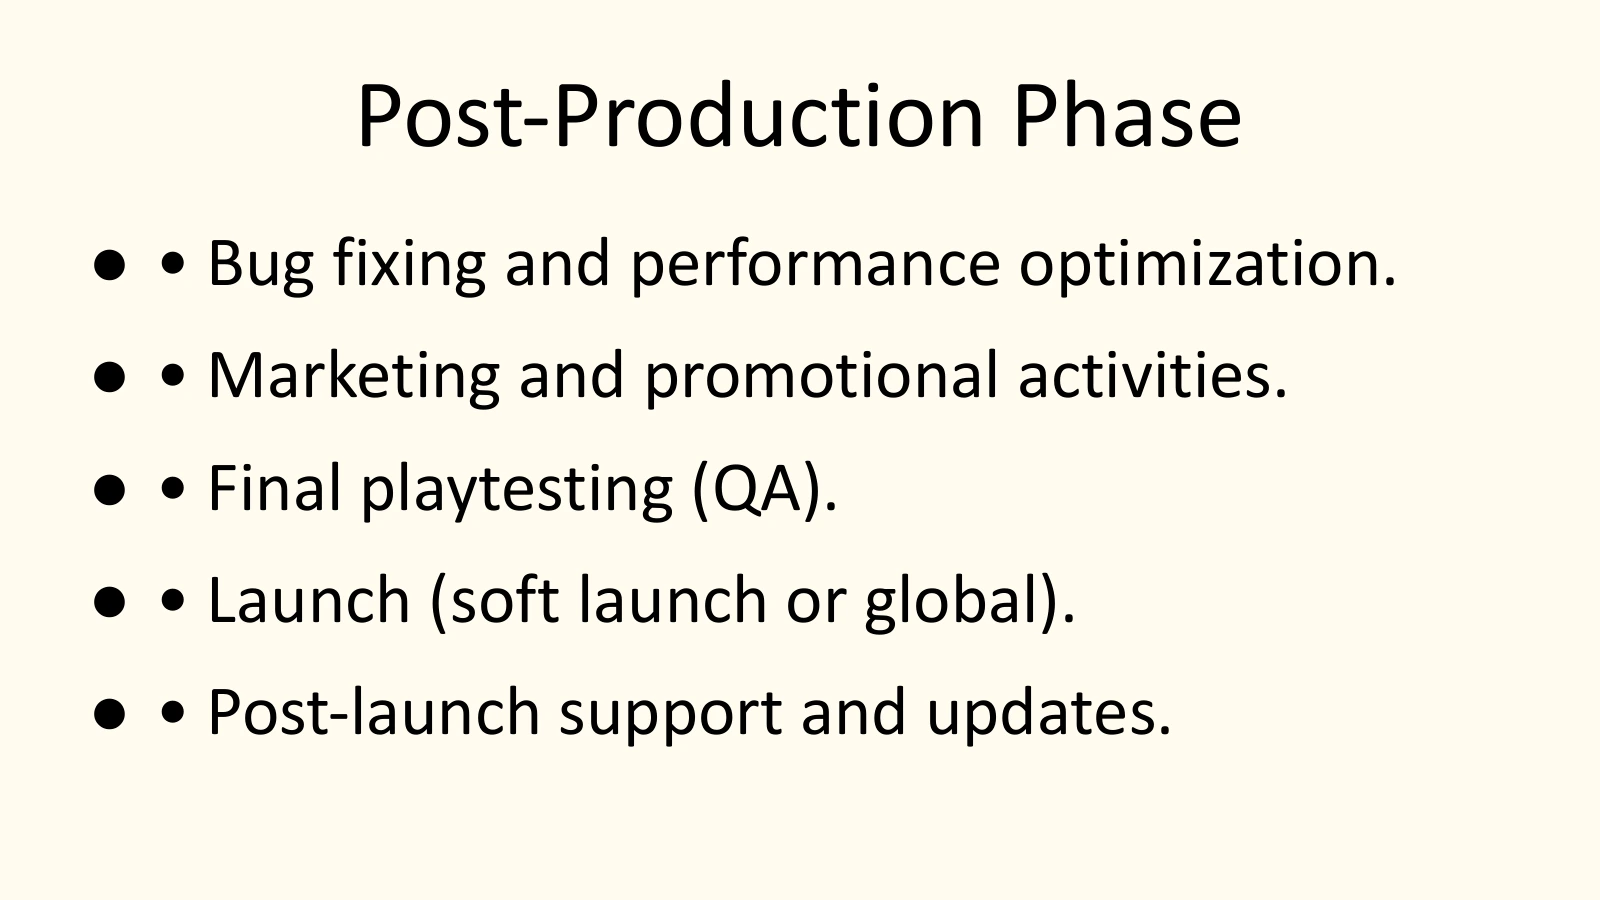 Post-Production Phase
● • Bug fixing and performance optimization.
● • Marketing and promotional activities.
● • Final playtesting (QA).
● • Launch (soft launch or global).
● • Post-launch support and updates.